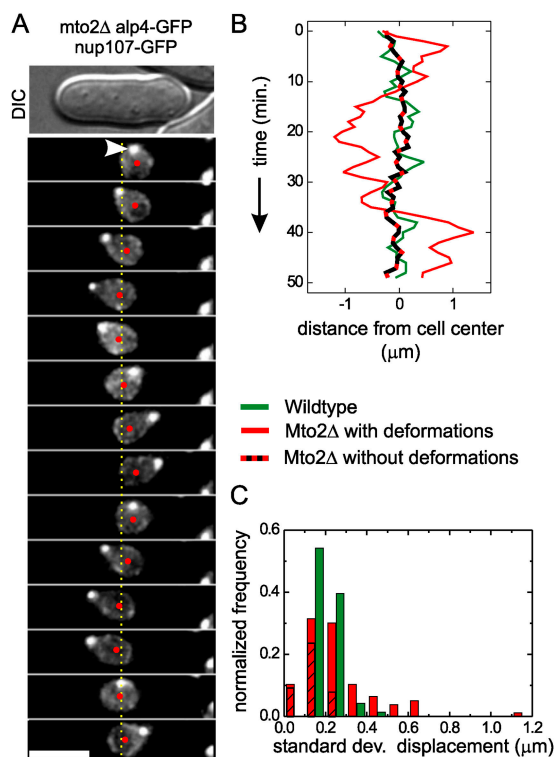 A
mto2Δ alp4-GFP
nup107-GFP
DIC
B
0
10
20
30
40
50
time (min.)
-1
0
1
distance from cell center
(μm)
Wildtype
Mto2Δ with deformations
Mto2Δ without deformations
C
normalized frequency
0.6
0.4
0.2
0.0
0.0
0.2
0.4
0.6
0.8
1.0
1.2
standard dev. displacement (μm)